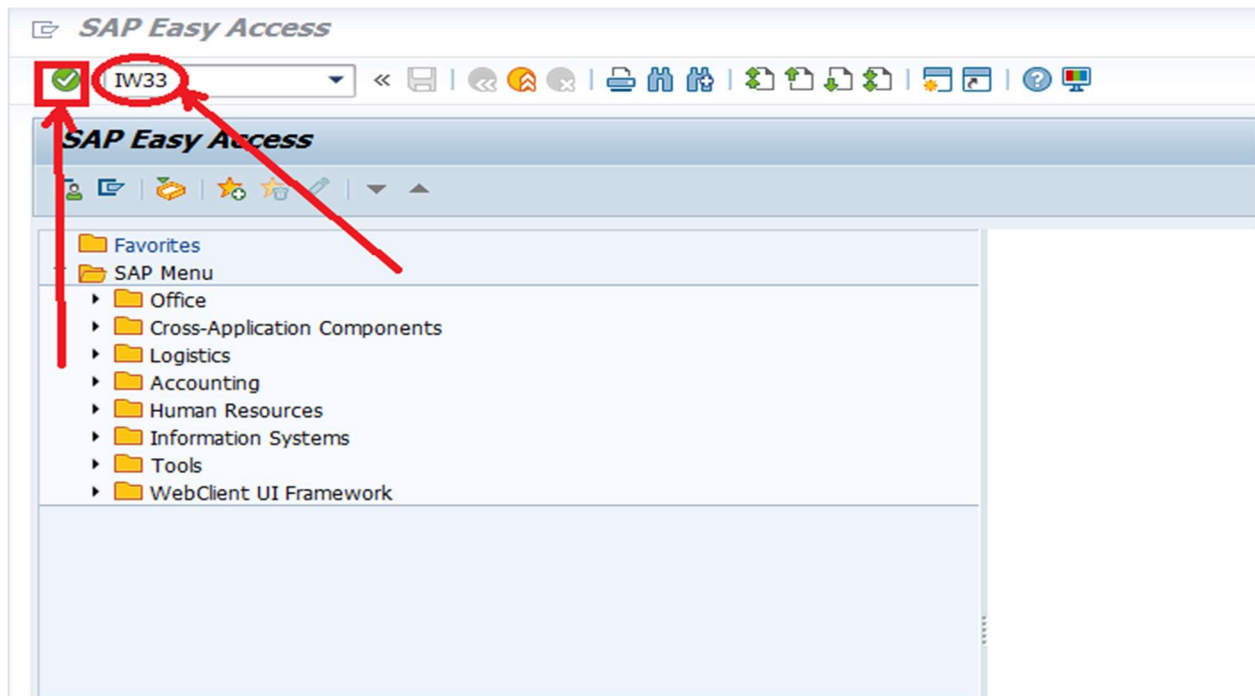 SAP Easy Access
IW33
SAP Easy Access
Favorites
SAP Menu
Office
Cross-Application Components
Logistics
Accounting
Human Resources
Information Systems
Tools
WebClient UI Framework